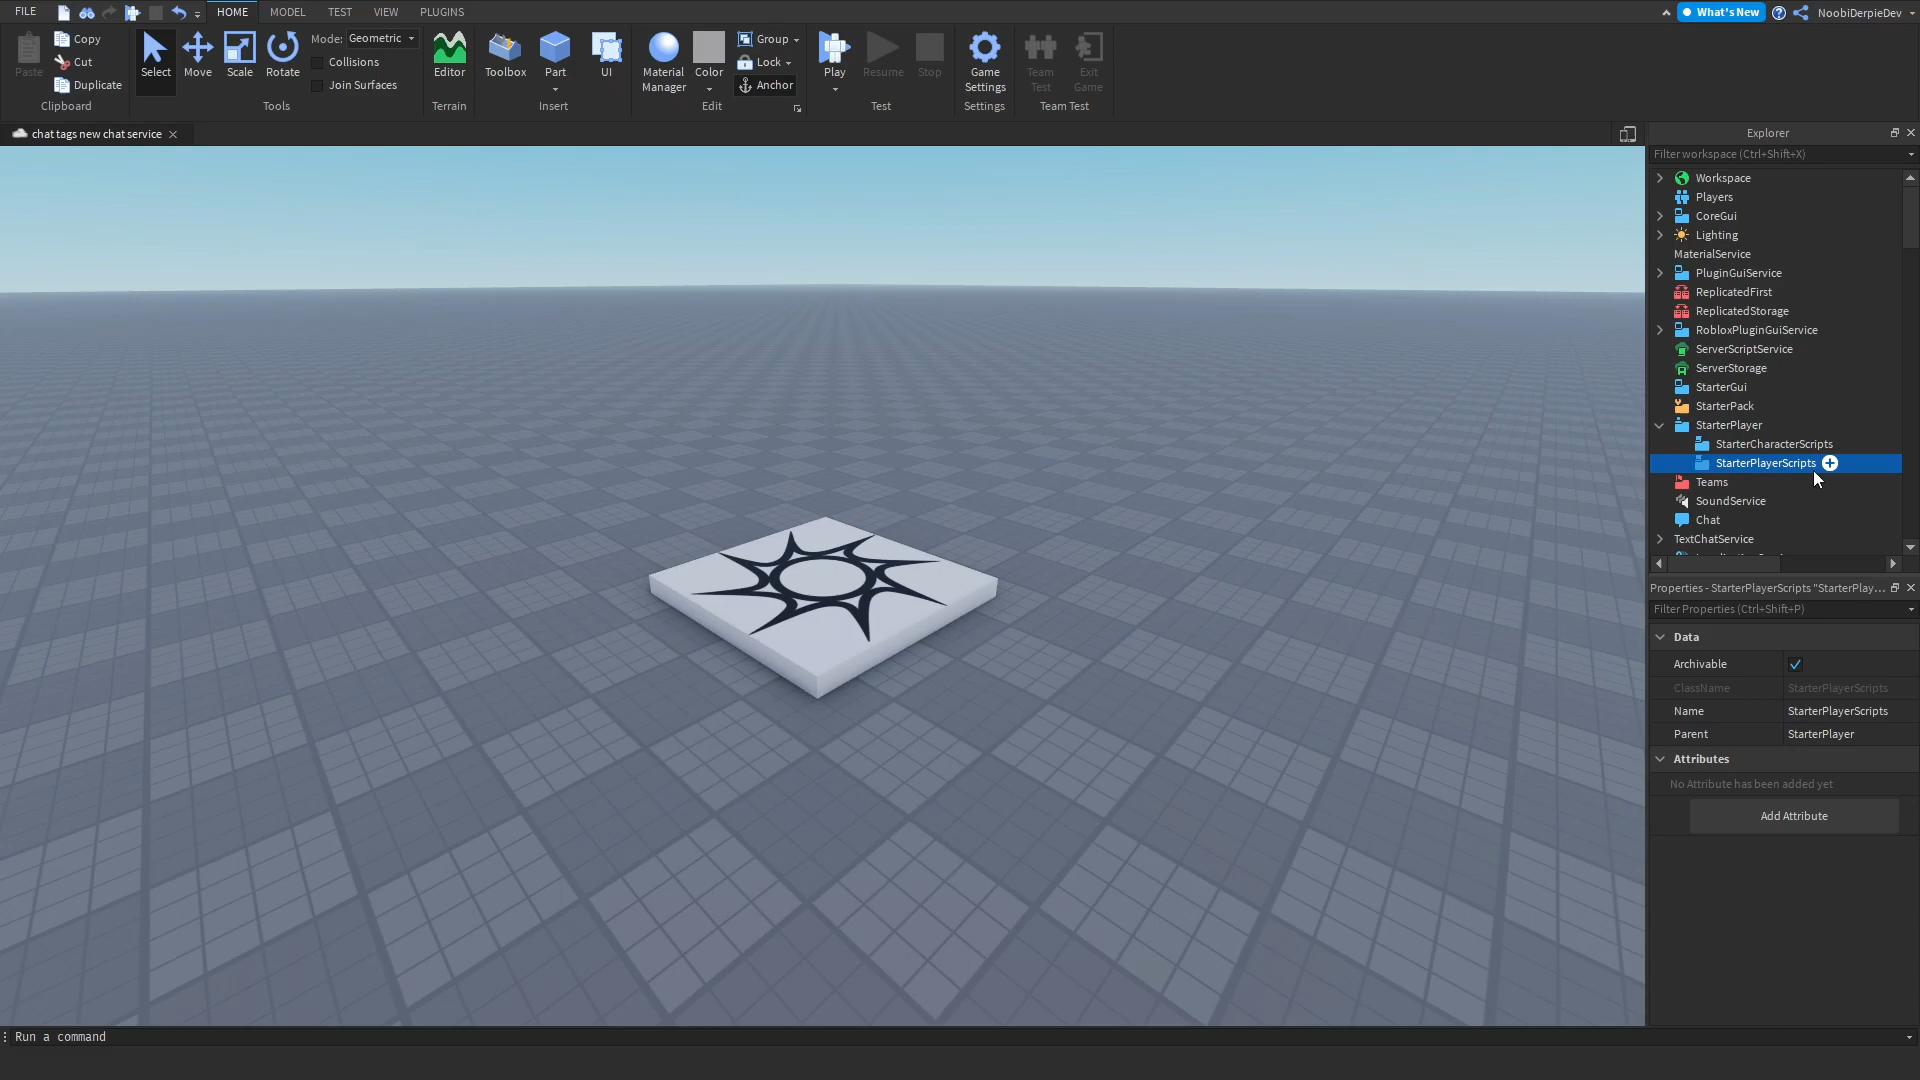 FILE
HOME
MODEL
TEST
VIEW
PLUGINS
What's New
NoobiDerpieDev
Paste
Copy
Cut
Duplicate
Clipboard
Select
Move
Scale
Rotate
Mode: Geometric
Collisions
Join Surfaces
Tools
Editor
Terrain
Toolbox
Part
UI
Insert
Material
Manager
Color
Group
Lock
Anchor
Edit
Play
Resume
Stop
Test
Game
Settings
Settings
Team
Test
Exit
Game
Team Test
chat tags new chat service
Explorer
Filter workspace (Ctrl+Shift+X)
Workspace
Players
CoreGui
Lighting
MaterialService
PluginGuiService
ReplicatedFirst
ReplicatedStorage
RobloxPluginGuiService
ServerScriptService
ServerStorage
StarterGui
StarterPack
StarterPlayer
StarterCharacterScripts
StarterPlayerScripts
Teams
SoundService
Chat
TextChatService
Properties - StarterPlayerScripts "StarterPlay...
Filter Properties (Ctrl+Shift+P)
Data
Archivable
ClassName StarterPlayerScripts
Name StarterPlayerScripts
Parent StarterPlayer
Attributes
No Attribute has been added yet
Add Attribute
Run a command